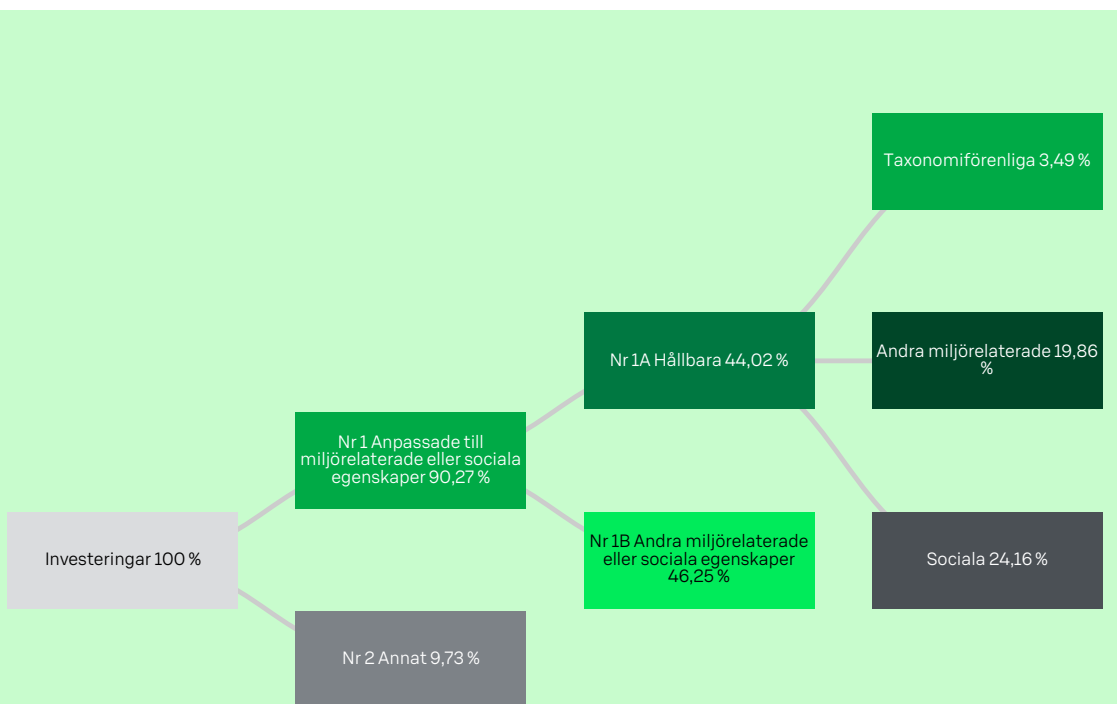 Taxonomiförenliga 3,49 %
Nr 1A Hållbara 44,02 %
Andra miljörelaterade 19,86
%
Nr 1 Anpassade till
miljörelaterade eller sociala
egenskaper 90,27 %
Investeringar 100 %
Nr 1B Andra miljörelaterade
eller sociala egenskaper
46,25 %
Sociala 24,16 %
Nr 2 Annat 9,73 %